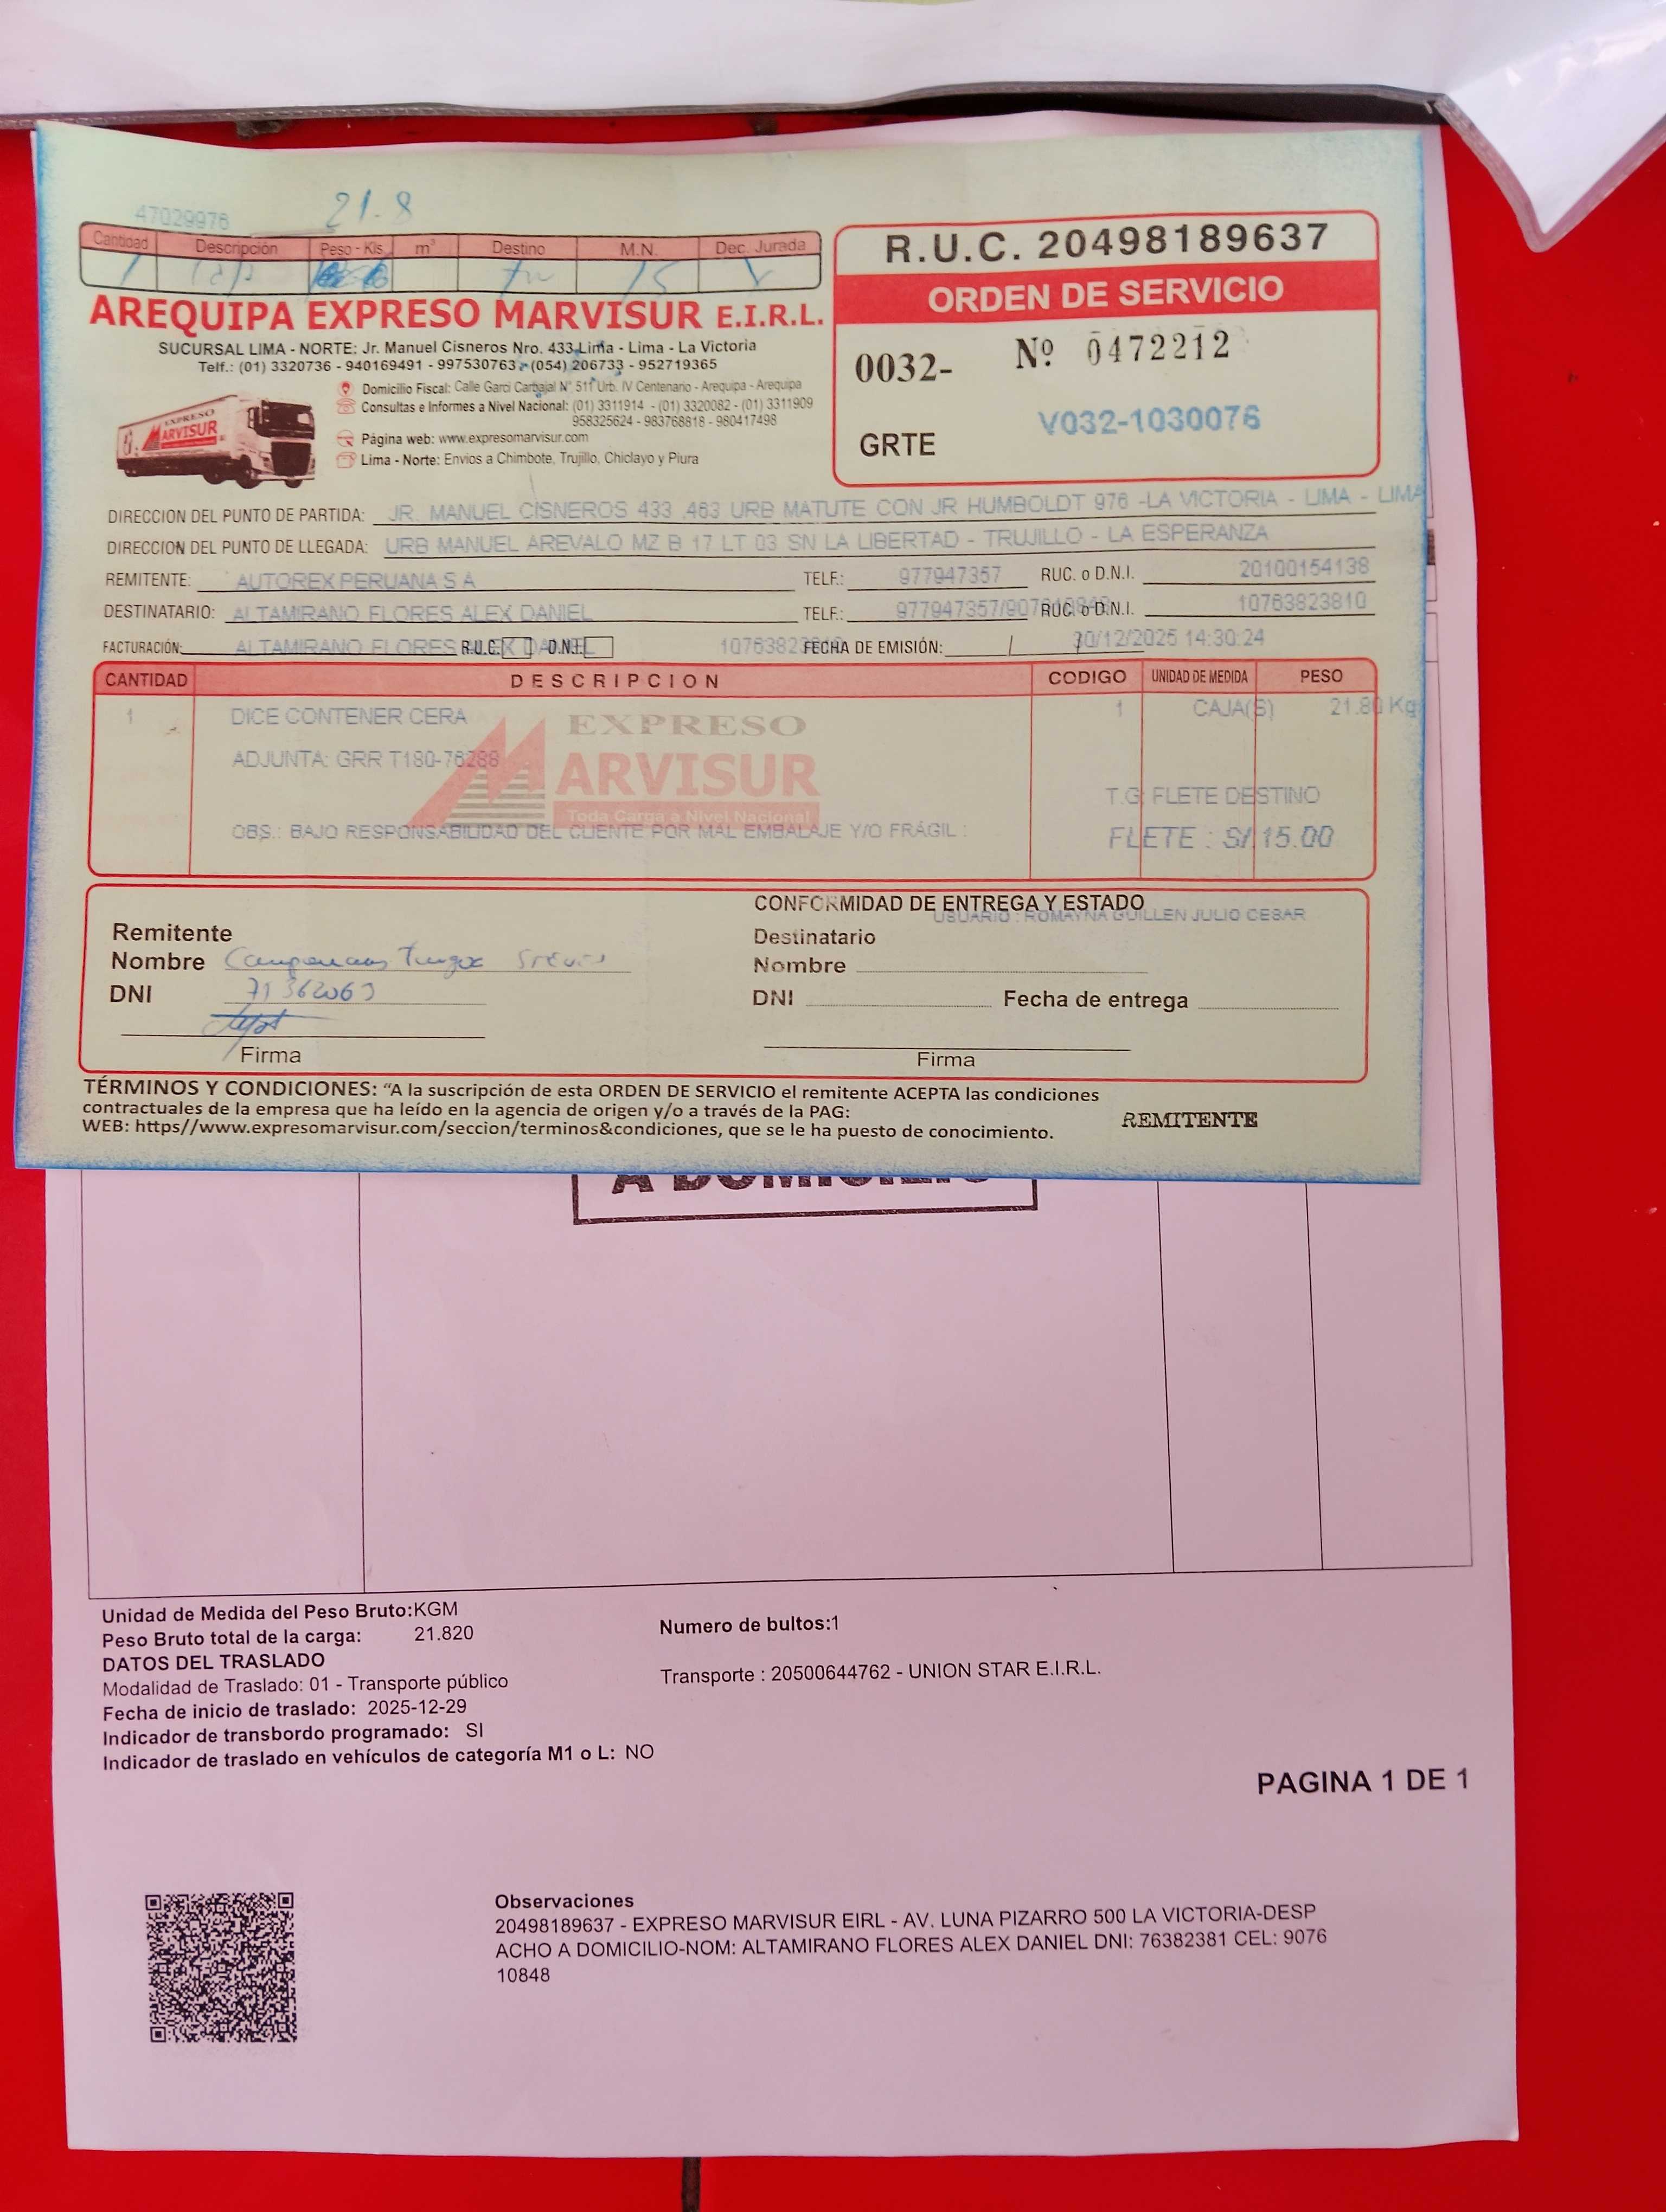 47029976 21.8
Cantidad Descripción Peso - Kls m³ Destino M.N. Dec. Jurada
1 15
AREQUIPA EXPRESO MARVISUR E.I.R.L.
SUCURSAL LIMA - NORTE: Jr. Manuel Cisneros Nro. 433 Lima - Lima - La Victoria
Telf.: (01) 3320736 - 940169491 - 997530763 - (054) 206733 - 952719365
Domicilio Fiscal: Calle Garci Carbajal N° 511 Urb. IV Centenario - Arequipa - Arequipa
Consultas e Informes a Nivel Nacional: (01) 3311914 - (01) 3320082 - (01) 3311909
958325624 - 983768818 - 980417498
Página web: www.expresomarvisur.com
Lima - Norte: Envios a Chimbote, Trujillo, Chiclayo y Piura
EXPRESO
MARVISUR
R.U.C. 20498189637
ORDEN DE SERVICIO
0032- Nº 0472212
V032-1030076
GRTE
DIRECCION DEL PUNTO DE PARTIDA: JR. MANUEL CISNEROS 433 .463 URB MATUTE CON JR HUMBOLDT 976 -LA VICTORIA - LIMA - LIMA
DIRECCION DEL PUNTO DE LLEGADA: URB MANUEL AREVALO MZ B 17 LT 03 SN LA LIBERTAD - TRUJILLO - LA ESPERANZA
REMITENTE: AUTOREX PERUANA S A TELF.: 977947357 RUC. o D.N.I. 20100154138
DESTINATARIO: ALTAMIRANO FLORES ALEX DANIEL TELF.: RUC. o D.N.I. 10763823810
FACTURACIÓN: ALTAMIRANO FLORES R.U.C. D.N.I. FECHA DE EMISIÓN: 30/12/2025 14:30:24
CANTIDAD DESCRIPCION CODIGO UNIDAD DE MEDIDA PESO
1 DICE CONTENER CERA 1 CAJA(S) 21.80 Kg
ADJUNTA: GRR T180-76288
EXPRESO
MARVISUR
Toda Carga a Nivel Nacional
T.G: FLETE DESTINO
OBS.: BAJO RESPONSABILIDAD DEL CLIENTE POR MAL EMBALAJE Y/O FRÁGIL :
FLETE : S/ 15.00
CONFORMIDAD DE ENTREGA Y ESTADO
USUARIO : ROMAYNA GUILLEN JULIO CESAR
Remitente
Nombre
DNI 71362063
Firma
Destinatario
Nombre
DNI Fecha de entrega
Firma
TÉRMINOS Y CONDICIONES: “A la suscripción de esta ORDEN DE SERVICIO el remitente ACEPTA las condiciones
contractuales de la empresa que ha leído en la agencia de origen y/o a través de la PAG:
WEB: https//www.expresomarvisur.com/seccion/terminos&condiciones, que se le ha puesto de conocimiento.
REMITENTE
A DOMICILIO
Unidad de Medida del Peso Bruto:KGM
Peso Bruto total de la carga: 21.820
Numero de bultos:1
DATOS DEL TRASLADO
Modalidad de Traslado: 01 - Transporte público
Transporte : 20500644762 - UNION STAR E.I.R.L.
Fecha de inicio de traslado: 2025-12-29
Indicador de transbordo programado: SI
Indicador de traslado en vehículos de categoría M1 o L: NO
PAGINA 1 DE 1
Observaciones
20498189637 - EXPRESO MARVISUR EIRL - AV. LUNA PIZARRO 500 LA VICTORIA-DESP
ACHO A DOMICILIO-NOM: ALTAMIRANO FLORES ALEX DANIEL DNI: 76382381 CEL: 9076
10848